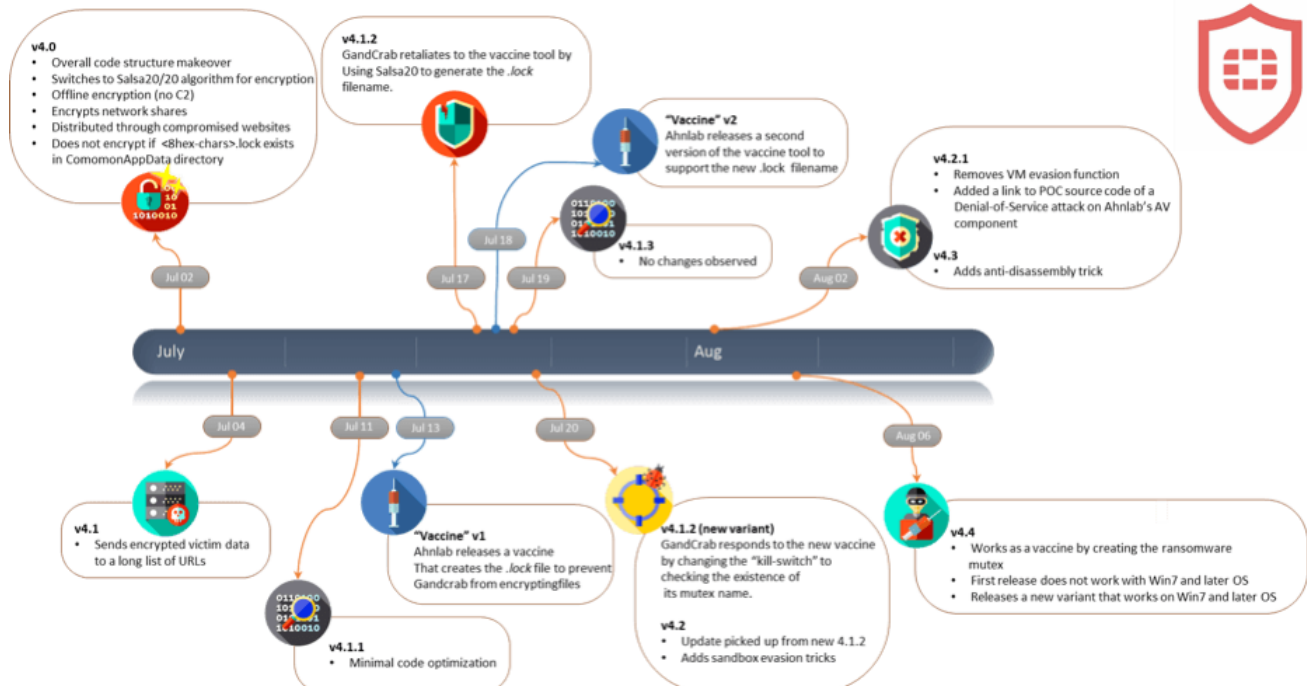 v4.0
• Overall code structure makeover
• Switches to Salsa20/20 algorithm for encryption
• Offline encryption (no C2)
• Encrypts network shares
• Distributed through compromised websites
• Does not encrypt if <8hex-chars>.lock exists
in ComomonAppData directory
v4.1.2
GandCrab retaliates to the vaccine tool by
Using Salsa20 to generate the .lock
filename.
“Vaccine” v2
Ahnlab releases a second
version of the vaccine tool to
support the new .lock filename
v4.1.3
• No changes observed
v4.2.1
• Removes VM evasion function
• Added a link to POC source code of a
Denial-of-Service attack on Ahnlab’s AV
component
v4.3
• Adds anti-disassembly trick
10
01
1010010
0110100
1010010
Jul 02
Jul 17
Jul 18
Jul 19
Aug 02
July
Aug
Jul 04
Jul 11
Jul 13
Jul 20
Aug 06
v4.1
• Sends encrypted victim data
to a long list of URLs
0110100
1010010
v4.1.1
• Minimal code optimization
“Vaccine” v1
Ahnlab releases a vaccine
That creates the .lock file to prevent
Gandcrab from encryptingfiles
v4.1.2 (new variant)
GandCrab responds to the new vaccine
by changing the “kill-switch” to
checking the existence of
its mutex name.
v4.2
• Update picked up from new 4.1.2
• Adds sandbox evasion tricks
v4.4
• Works as a vaccine by creating the ransomware
mutex
• First release does not work with Win7 and later OS
• Releases a new variant that works on Win7 and later OS